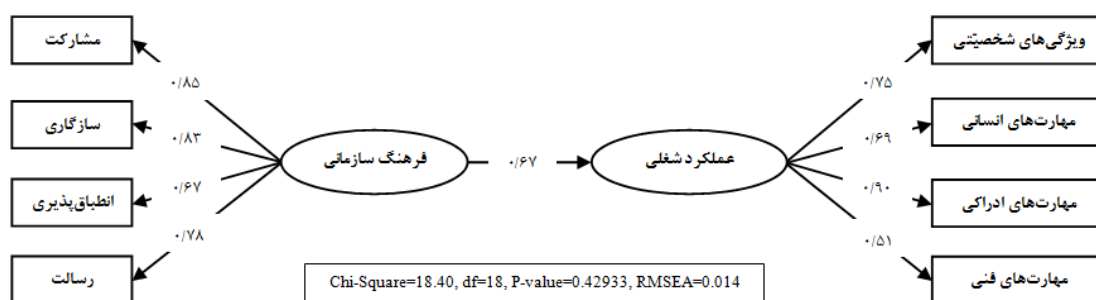 ویژگی‌های شخصیّتی
مشارکت
۰/۷۵
۰/۸۵
مهارت‌های انسانی
سازگاری
۰/۶۹
۰/۸۳
عملکرد شغلی
۰/۶۷
فرهنگ سازمانی
مهارت‌های ادراکی
انطباق‌پذیری
۰/۹۰
۰/۶۷
۰/۵۱
۰/۷۸
مهارت‌های فنی
رسالت
Chi-Square=18.40, df=18, P-value=0.42933, RMSEA=0.014